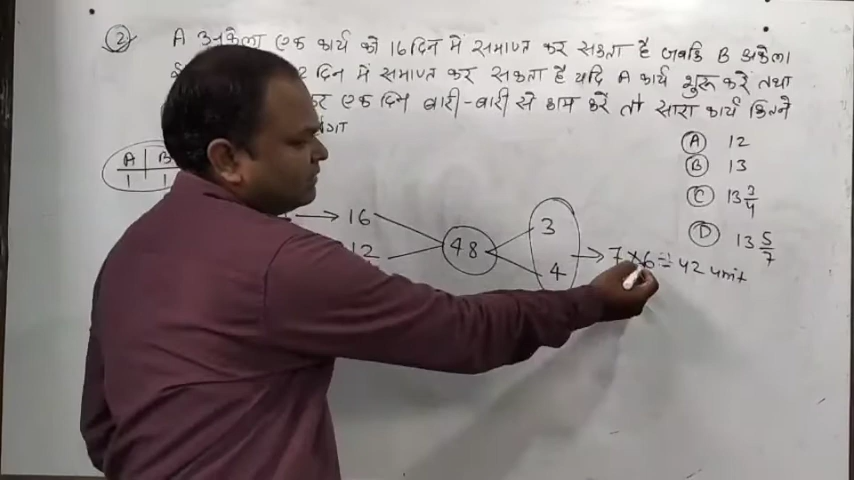 2 A अकेला एक कार्य को 16 दिन में समाप्त कर सकता है जबकि B अकेला
2 दिन में समाप्त कर सकता है यदि A कार्य शुरू करें तथा
एक दिन बारी-बारी से काम करें तो सारा कार्य कितने
A 12
B 13
C 13 3/4
D 13 5/7
A
1 1
→ 16
12
48
3
4
→ 7 × 6 = 42 unit